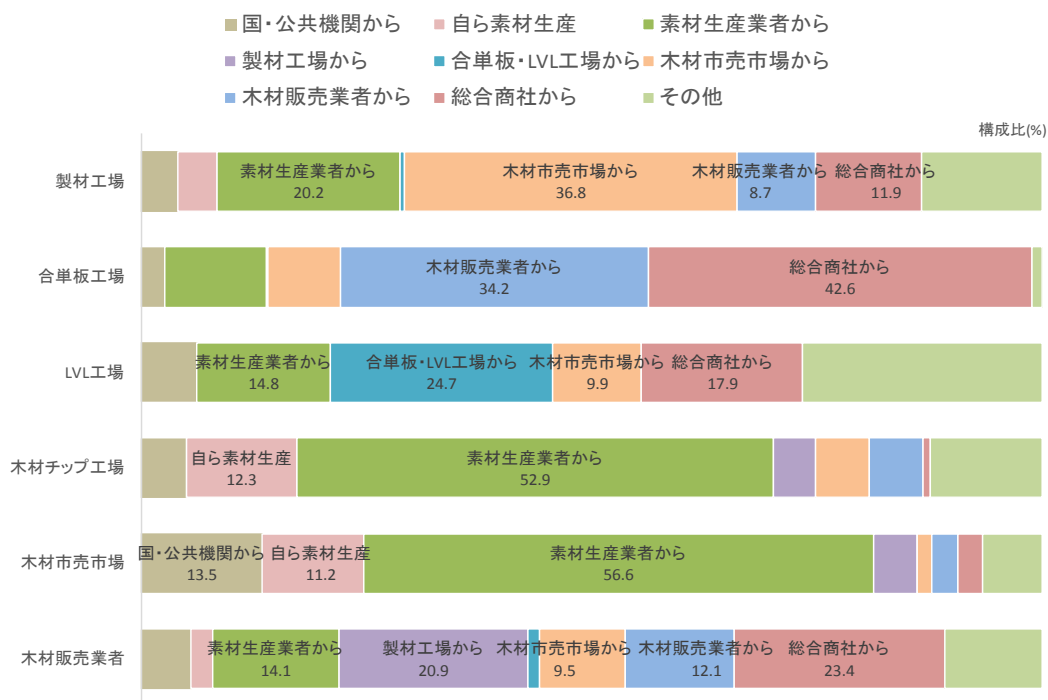 国・公共機関から 自ら素材生産 素材生産業者から
製材工場から 合単板・LVL工場から 木材市売市場から
木材販売業者から 総合商社から その他
構成比(%)
製材工場
素材生産業者から 木材市売市場から 木材販売業者から 総合商社から
20.2 36.8 8.7 11.9
合単板工場
木材販売業者から 総合商社から
34.2 42.6
LVL工場
素材生産業者から 合単板・LVL工場から 木材市売市場から 総合商社から
14.8 24.7 9.9 17.9
木材チップ工場
自ら素材生産 素材生産業者から
12.3 52.9
木材市売市場
国・公共機関から 自ら素材生産 素材生産業者から
13.5 11.2 56.6
木材販売業者
素材生産業者から 製材工場から 木材市売市場から 木材販売業者から 総合商社から
14.1 20.9 9.5 12.1 23.4